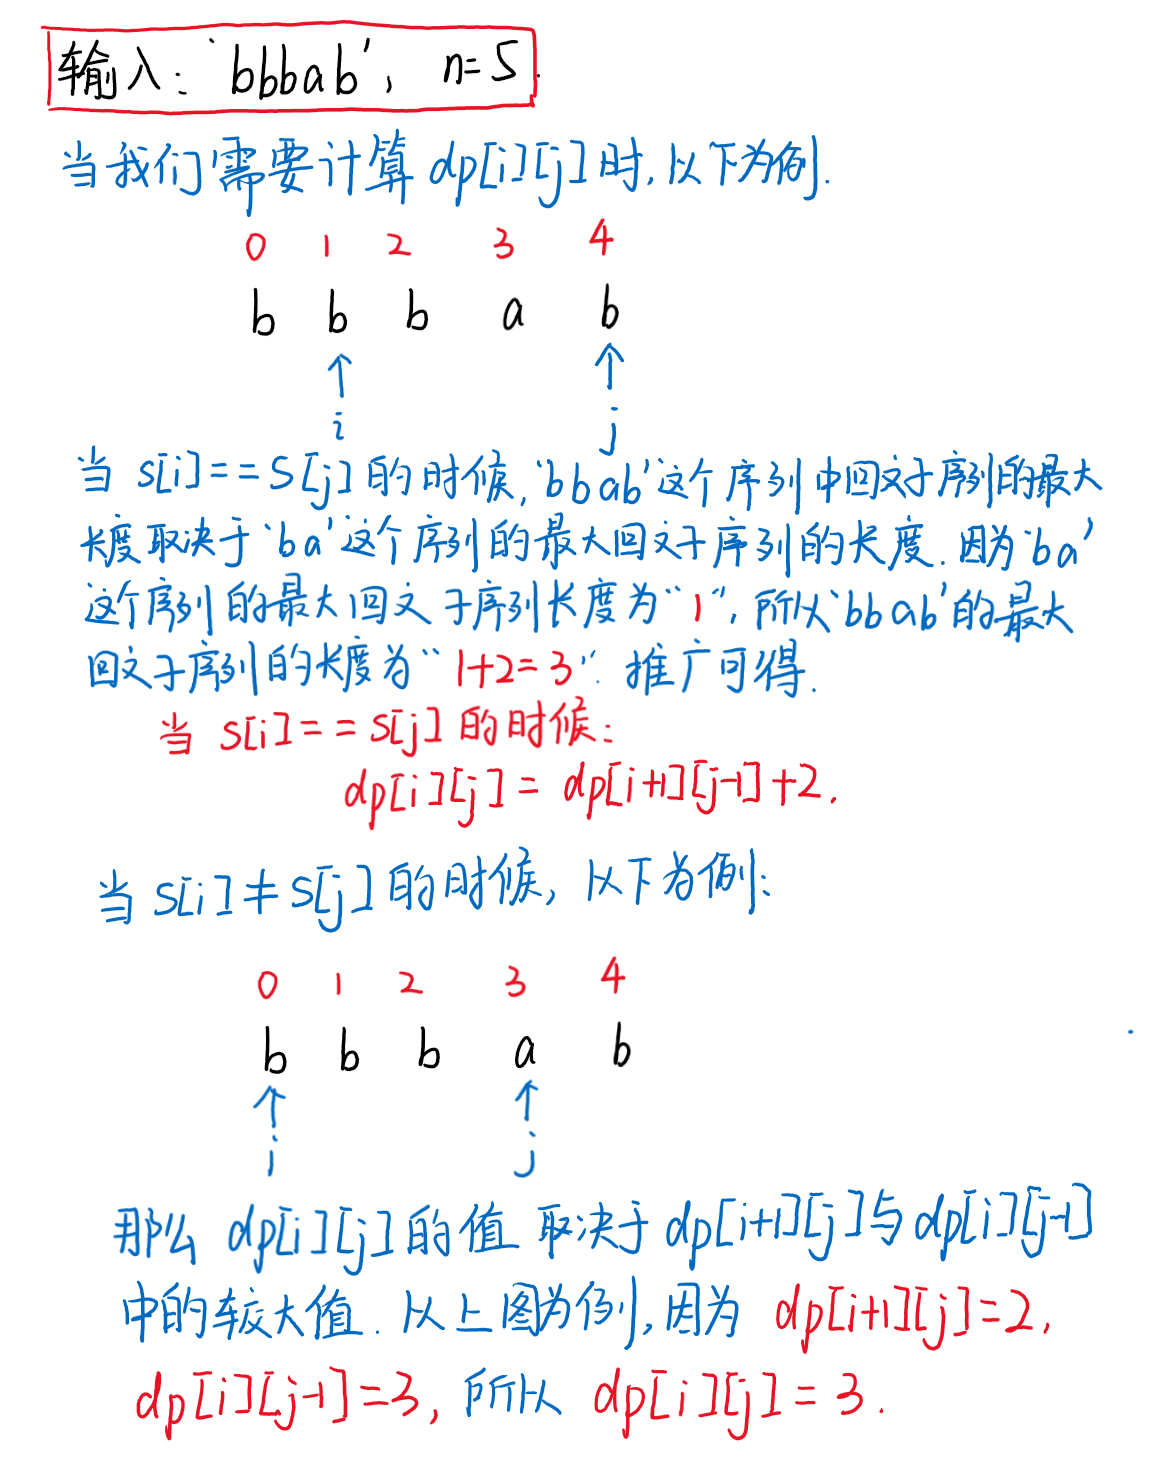 输入: 'bbbab', n=5.
当我们需要计算 dp[i][j]时,以下为例.
0 1 2 3 4
b b b a b
↑ ↑
i j
当 s[i]==S[j]的时候,'bbab'这个序列中回文子序列的最大
长度取决于'ba'这个序列的最大回文子序列的长度.因为'ba'
这个序列的最大回文子序列长度为"1",所以'bbab'的最大
回文子序列的长度为"1+2=3".推广可得.
当 s[i]==s[j]的时候:
dp[i][j]= dp[i+1][j-1]+2.
当 s[i]≠s[j]的时候,以下为例:
0 1 2 3 4
b b b a b
↑ ↑
i j
那么 dp[i][j]的值取决于dp[i+1][j]与dp[i][j-1]
中的较大值.以上图为例,因为 dp[i+1][j]=2,
dp[i][j-1]=3,所以 dp[i][j]=3.